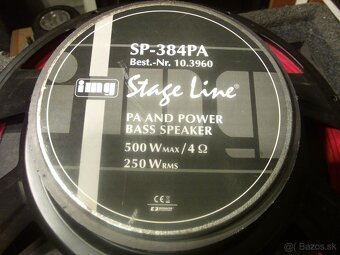 SP-384PA
Best.-Nr. 10.3960
img Stage Line®
PA AND POWER
BASS SPEAKER
500 WMAX/4 Ω
250 WRMS
CE
Bazos.sk